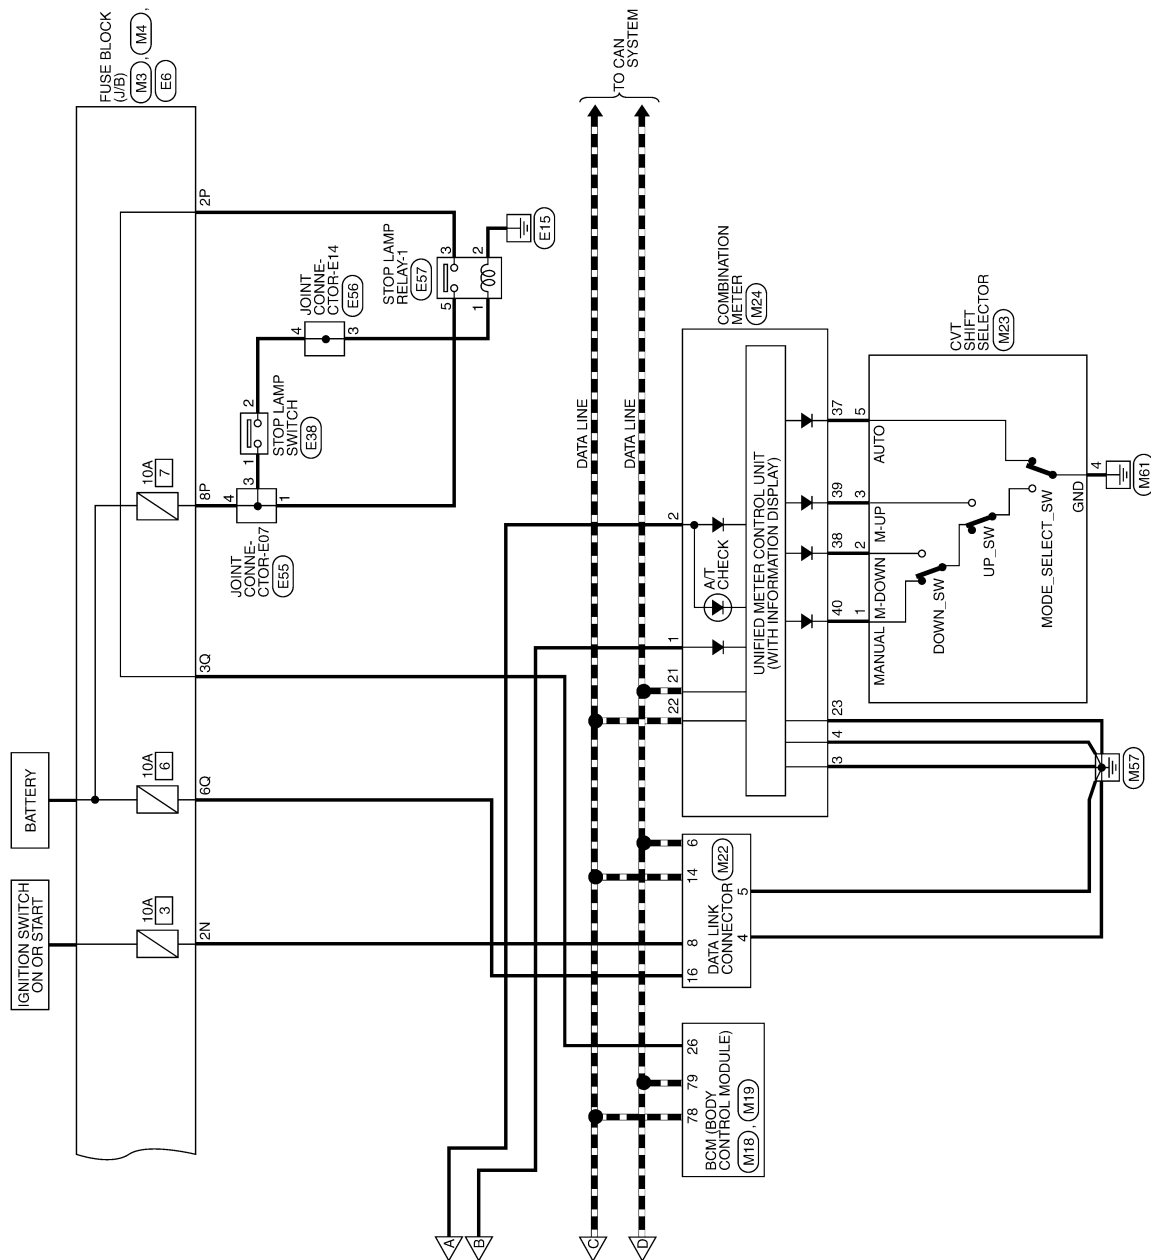 IGNITION SWITCH
ON OR START
BATTERY
FUSE BLOCK
(J/B)
M3 , M4 ,
E6
10A
3
10A
6
10A
7
2N
6Q
3Q
8P
2P
JOINT
CONNE-
CTOR-E07
E55
4
3
1
1
2
STOP LAMP
SWITCH
E38
JOINT
CONNE-
CTOR-E14
E56
4
3
STOP LAMP
RELAY-1
E57
5
3
1
2
E15
A
B
C
D
DATA LINE
DATA LINE
TO CAN
SYSTEM
78
79
26
BCM (BODY
CONTROL MODULE)
M18 , M19
16
8
14
6
DATA LINK
CONNECTOR
M22
4
5
22
21
1
2
A/T
CHECK
COMBINATION
METER
M24
UNIFIED METER CONTROL UNIT
(WITH INFORMATION DISPLAY)
3
4
23
40
38
39
37
1
2
3
5
MANUAL
M-DOWN
M-UP
AUTO
CVT
SHIFT
SELECTOR
M23
DOWN_SW
UP_SW
MODE_SELECT_SW
GND
4
M57
M61